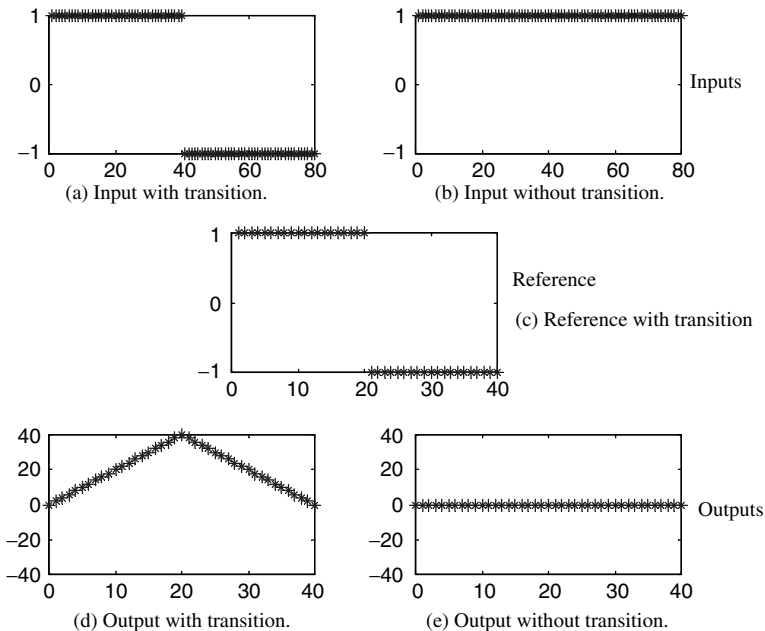 1
0
−1
0 20 40 60 80
(a) Input with transition.
1
0
−1
0 20 40 60 80
(b) Input without transition.
Inputs
1
0
−1
0 10 20 30 40
Reference
(c) Reference with transition
40
20
0
−20
−40
0 10 20 30 40
(d) Output with transition.
40
20
0
−20
−40
0 10 20 30 40
(e) Output without transition.
Outputs